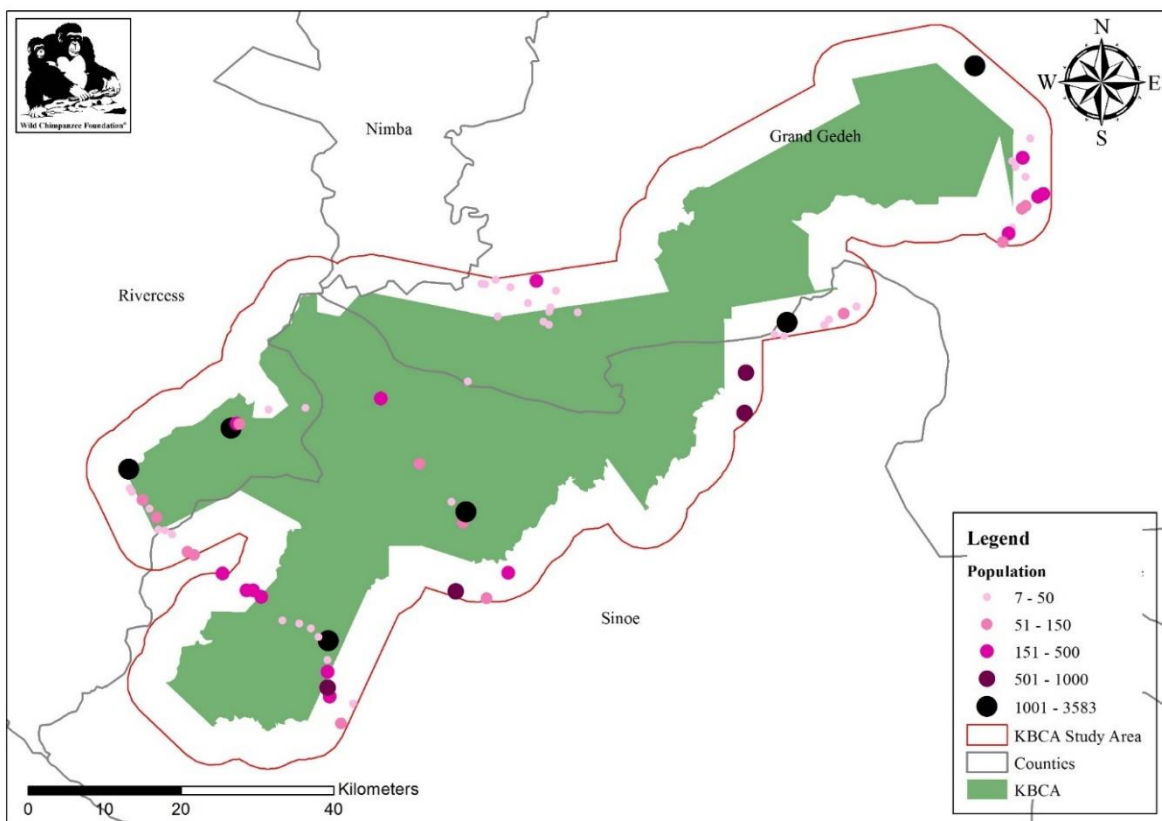 Wild Chimpanzee Foundation®
N
W E
S
Nimba
Grand Gedeh
Rivercess
Sinoe
Legend
Population
7 - 50
51 - 150
151 - 500
501 - 1000
1001 - 3583
KBCA Study Area
Counties
KBCA
Kilometers
0 10 20 40